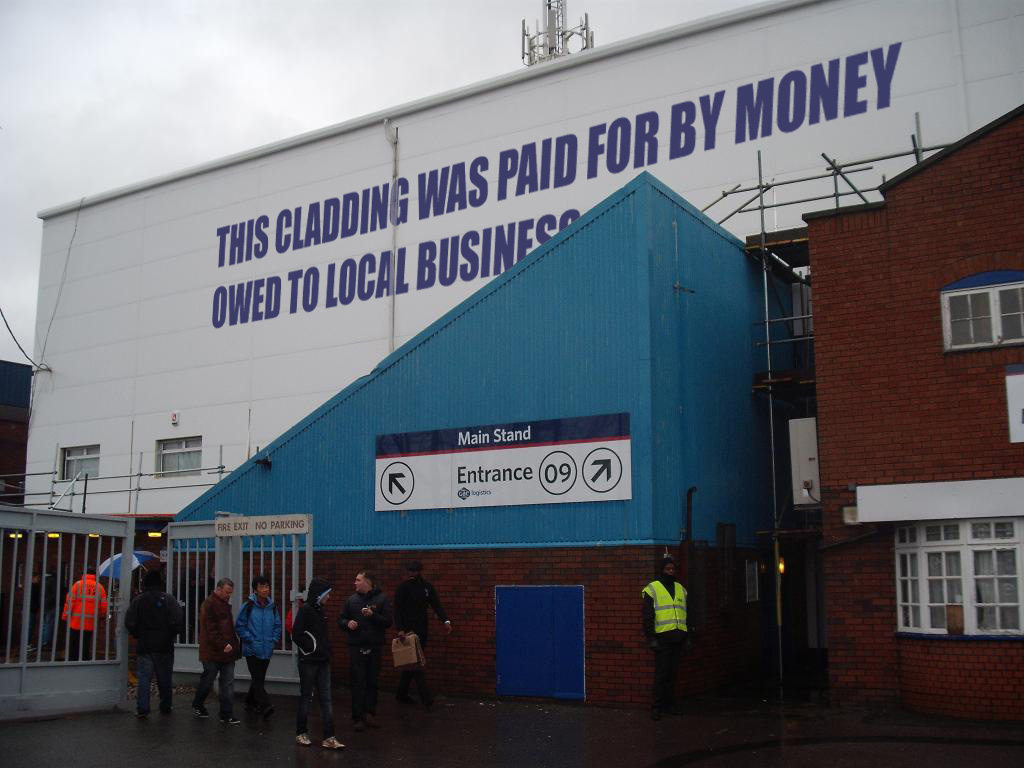 THIS CLADDING WAS PAID FOR BY MONEY
OWED TO LOCAL BUSINESS
Main Stand
Entrance 09
logistics
FIRE EXIT NO PARKING